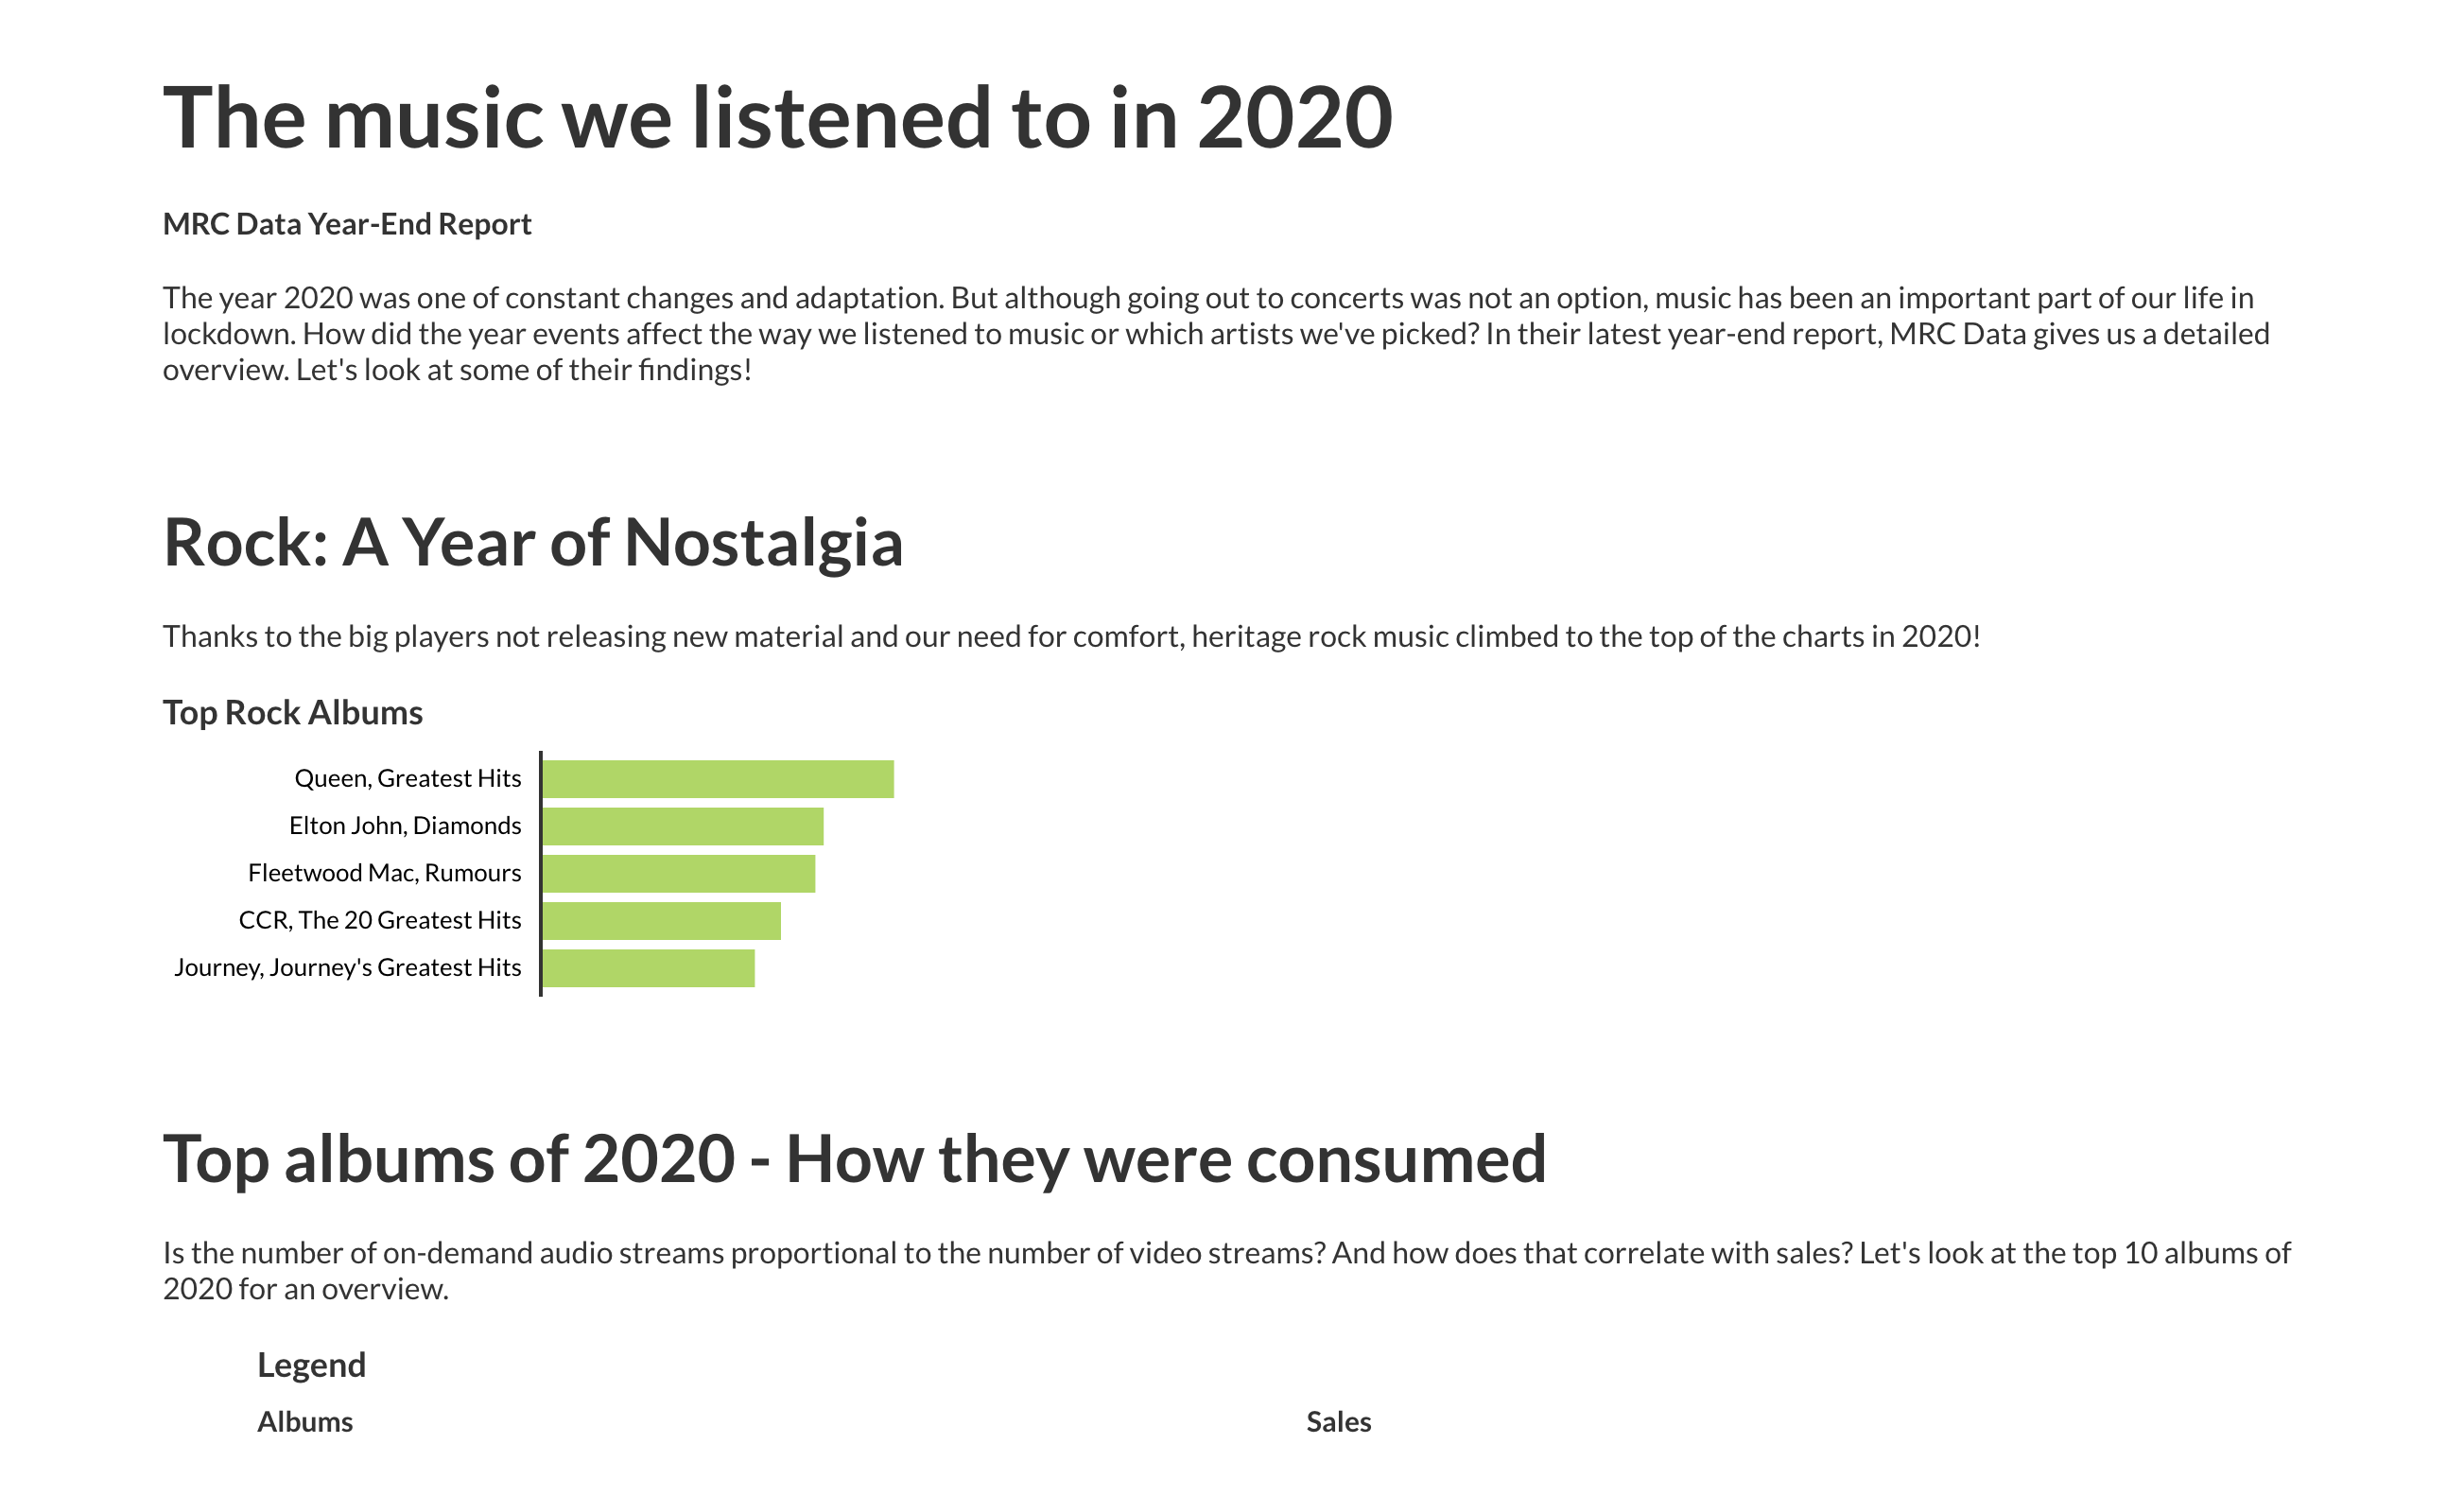 The music we listened to in 2020
MRC Data Year-End Report
The year 2020 was one of constant changes and adaptation. But although going out to concerts was not an option, music has been an important part of our life in
lockdown. How did the year events affect the way we listened to music or which artists we've picked? In their latest year-end report, MRC Data gives us a detailed
overview. Let's look at some of their findings!
Rock: A Year of Nostalgia
Thanks to the big players not releasing new material and our need for comfort, heritage rock music climbed to the top of the charts in 2020!
Top Rock Albums
Queen, Greatest Hits
Elton John, Diamonds
Fleetwood Mac, Rumours
CCR, The 20 Greatest Hits
Journey, Journey's Greatest Hits
Top albums of 2020 - How they were consumed
Is the number of on-demand audio streams proportional to the number of video streams? And how does that correlate with sales? Let's look at the top 10 albums of
2020 for an overview.
Legend
Albums
Sales